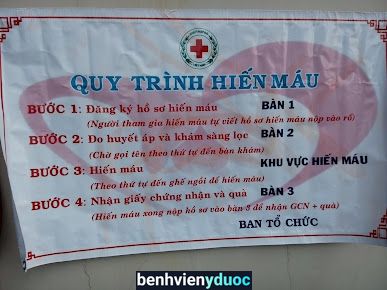 QUY TRÌNH HIẾN MÁU
BƯỚC 1: Đăng ký hồ sơ hiến máu BÀN 1
(Người tham gia hiến máu tự viết hồ sơ hiến máu nộp vào rổ)
BƯỚC 2: Đo huyết áp và khám sàng lọc BÀN 2
(Chờ gọi tên theo thứ tự đến bàn khám)
BƯỚC 3: Hiến máu KHU VỰC HIẾN MÁU
(Theo thứ tự đến ghế ngồi để hiến máu)
BƯỚC 4: Nhận giấy chứng nhận và quà BÀN 3
(Hiến máu xong nộp hồ sơ vào bàn 3 để nhận GCN + quà)
BAN TỔ CHỨC
benhvienyduoc